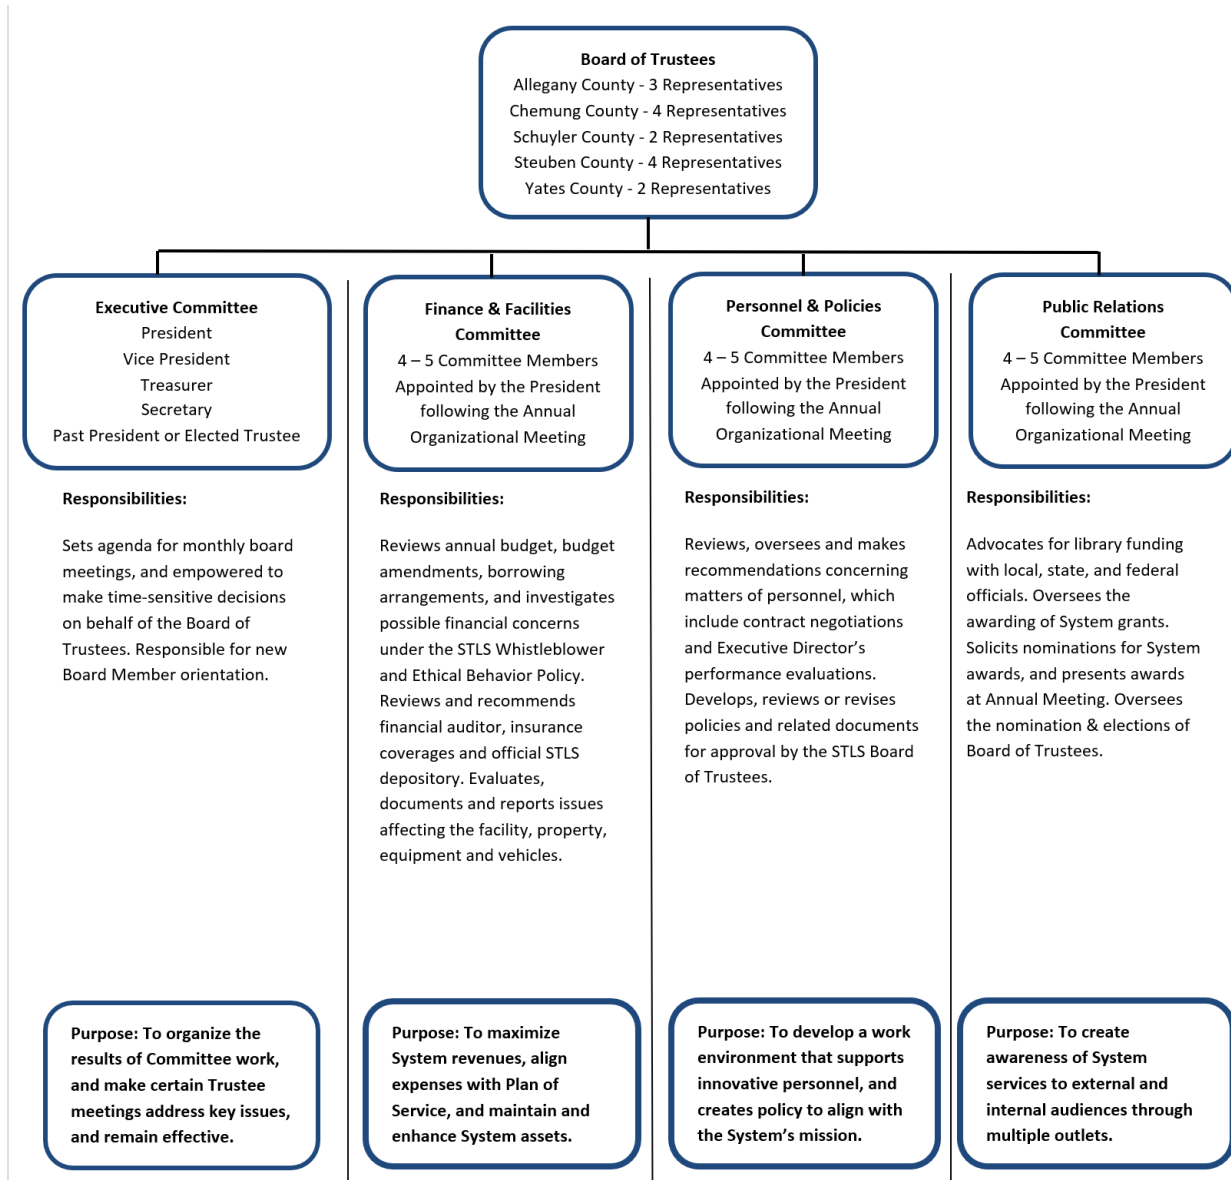 Board of Trustees
Allegany County - 3 Representatives
Chemung County - 4 Representatives
Schuyler County - 2 Representatives
Steuben County - 4 Representatives
Yates County - 2 Representatives
Executive Committee
President
Vice President
Treasurer
Secretary
Past President or Elected Trustee
Responsibilities:
Sets agenda for monthly board
meetings, and empowered to
make time-sensitive decisions
on behalf of the Board of
Trustees. Responsible for new
Board Member orientation.
Purpose: To organize the
results of Committee work,
and make certain Trustee
meetings address key issues,
and remain effective.
Finance & Facilities
Committee
4 – 5 Committee Members
Appointed by the President
following the Annual
Organizational Meeting
Responsibilities:
Reviews annual budget, budget
amendments, borrowing
arrangements, and investigates
possible financial concerns
under the STLS Whistleblower
and Ethical Behavior Policy.
Reviews and recommends
financial auditor, insurance
coverages and official STLS
depository. Evaluates,
documents and reports issues
affecting the facility, property,
equipment and vehicles.
Purpose: To maximize
System revenues, align
expenses with Plan of
Service, and maintain and
enhance System assets.
Personnel & Policies
Committee
4 – 5 Committee Members
Appointed by the President
following the Annual
Organizational Meeting
Responsibilities:
Reviews, oversees and makes
recommendations concerning
matters of personnel, which
include contract negotiations
and Executive Director’s
performance evaluations.
Develops, reviews or revises
policies and related documents
for approval by the STLS Board
of Trustees.
Purpose: To develop a work
environment that supports
innovative personnel, and
creates policy to align with
the System’s mission.
Public Relations
Committee
4 – 5 Committee Members
Appointed by the President
following the Annual
Organizational Meeting
Responsibilities:
Advocates for library funding
with local, state, and federal
officials. Oversees the
awarding of System grants.
Solicits nominations for System
awards, and presents awards
at Annual Meeting. Oversees
the nomination & elections of
Board of Trustees.
Purpose: To create
awareness of System
services to external and
internal audiences through
multiple outlets.